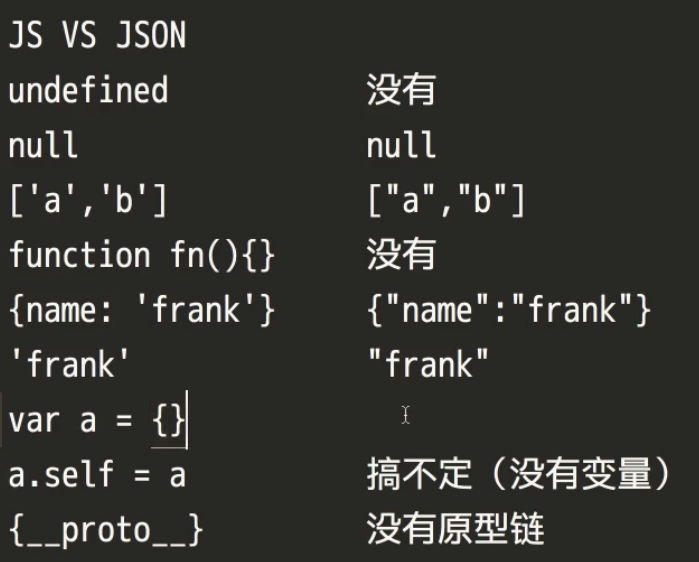 JS VS JSON
undefined 没有
null null
['a','b'] ["a","b"]
function fn(){} 没有
{name: 'frank'} {"name":"frank"}
'frank' "frank"
var a = {}
a.self = a 搞不定（没有变量）
{__proto__} 没有原型链